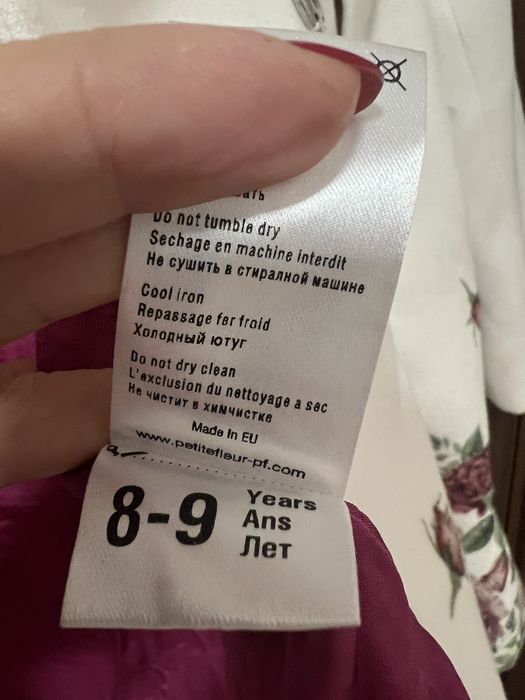 Do not tumble dry
Sechage en machine interdit
Не сушить в стиралной машине
Cool iron
Repassage fer froid
Холодный ютуг
Do not dry clean
L'exclusion du nettoyage a sec
Не чистит в химчистке
Made In EU
www.petitefleur-pf.com
8-9
Years
Ans
Лет